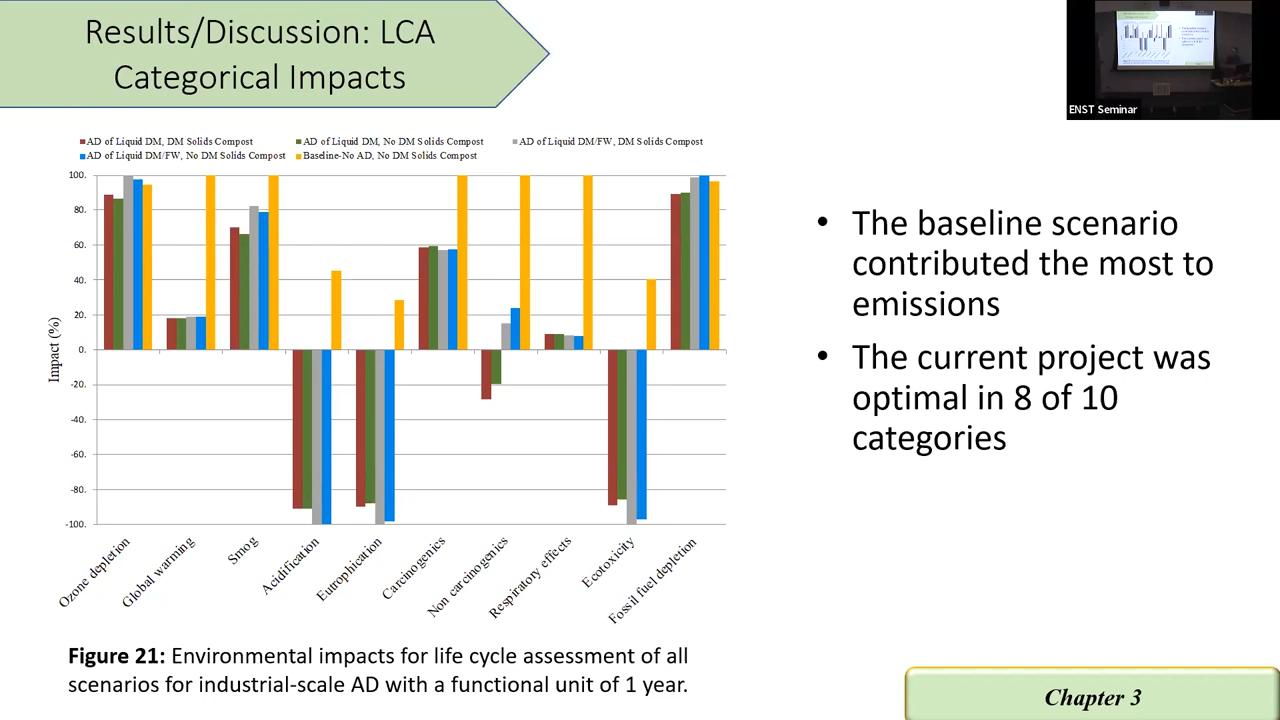 Results/Discussion: LCA
Categorical Impacts
ENST Seminar
AD of Liquid DM, DM Solids Compost
AD of Liquid DM, No DM Solids Compost
AD of Liquid DM/FW, DM Solids Compost
AD of Liquid DM/FW, No DM Solids Compost
Baseline-No AD, No DM Solids Compost
100.
80.
60.
40.
20.
0.
-20.
-40.
-60.
-80.
-100.
Impact (%)
Ozone depletion
Global warming
Smog
Acidification
Eutrophication
Carcinogenics
Non carcinogenics
Respiratory effects
Ecotoxicity
Fossil fuel depletion
Figure 21: Environmental impacts for life cycle assessment of all
scenarios for industrial-scale AD with a functional unit of 1 year.
• The baseline scenario
contributed the most to
emissions
• The current project was
optimal in 8 of 10
categories
Chapter 3